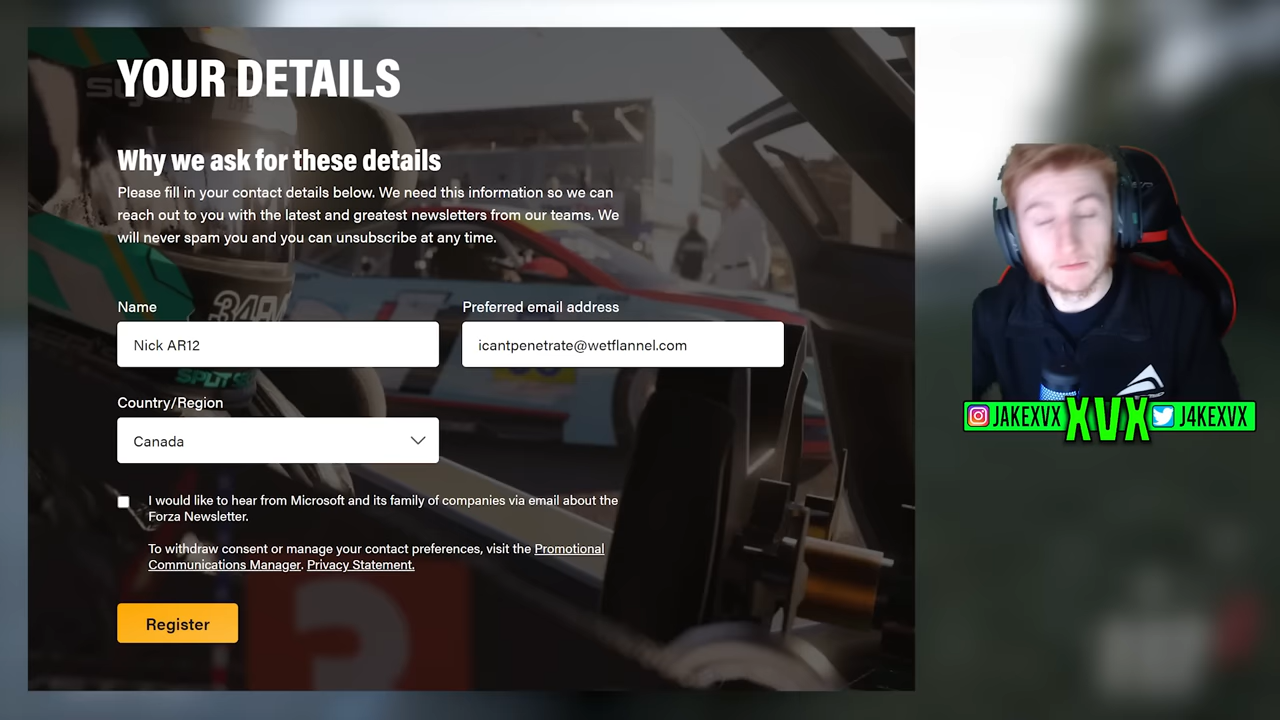 YOUR DETAILS
Why we ask for these details
Please fill in your contact details below. We need this information so we can
reach out to you with the latest and greatest newsletters from our teams. We
will never spam you and you can unsubscribe at any time.
Name
Preferred email address
Nick AR12
icantpenetrate@wetflannel.com
Country/Region
Canada
I would like to hear from Microsoft and its family of companies via email about the
Forza Newsletter.
To withdraw consent or manage your contact preferences, visit the Promotional
Communications Manager. Privacy Statement.
Register
JAKEXVX XVX J4KEXVX